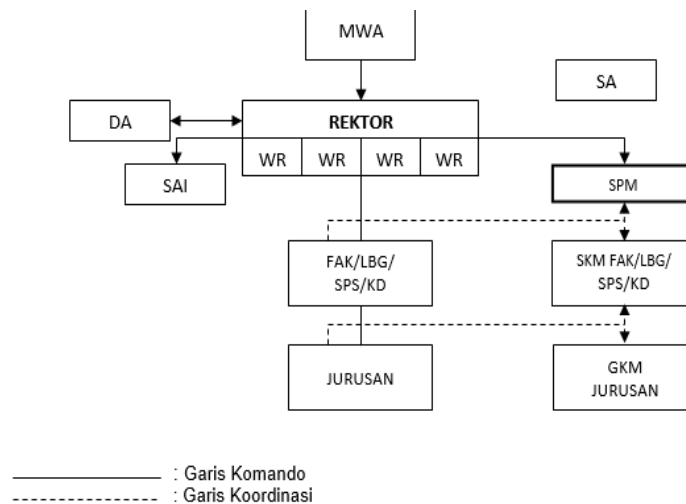 MWA
SA
DA
REKTOR
WR WR WR WR
SAI
SPM
FAK/LBG/
SPS/KD
SKM FAK/LBG/
SPS/KD
JURUSAN
GKM
JURUSAN
: Garis Komando
: Garis Koordinasi